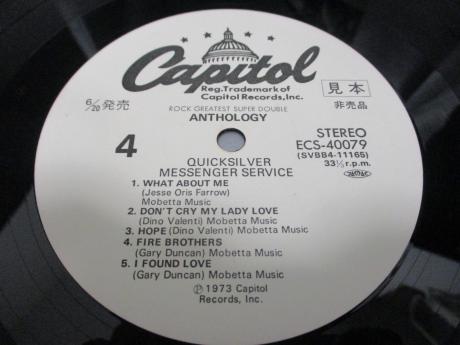 Capitol
Reg. Trademark of
Capitol Records, Inc.
6/20発売
見本
非売品
ROCK GREATEST SUPER DOUBLE
ANTHOLOGY
4
STEREO
ECS-40079
(SVBB4-11165)
33⅓ r.p.m.
QUICKSILVER
MESSENGER SERVICE
1. WHAT ABOUT ME
(Jesse Oris Farrow)
Mobetta Music
2. DON'T CRY MY LADY LOVE
(Dino Valenti) Mobetta Music
3. HOPE (Dino Valenti) Mobetta Music
4. FIRE BROTHERS
(Gary Duncan) Mobetta Music
5. I FOUND LOVE
(Gary Duncan) Mobetta Music
Ⓟ 1973 Capitol
Records, Inc.